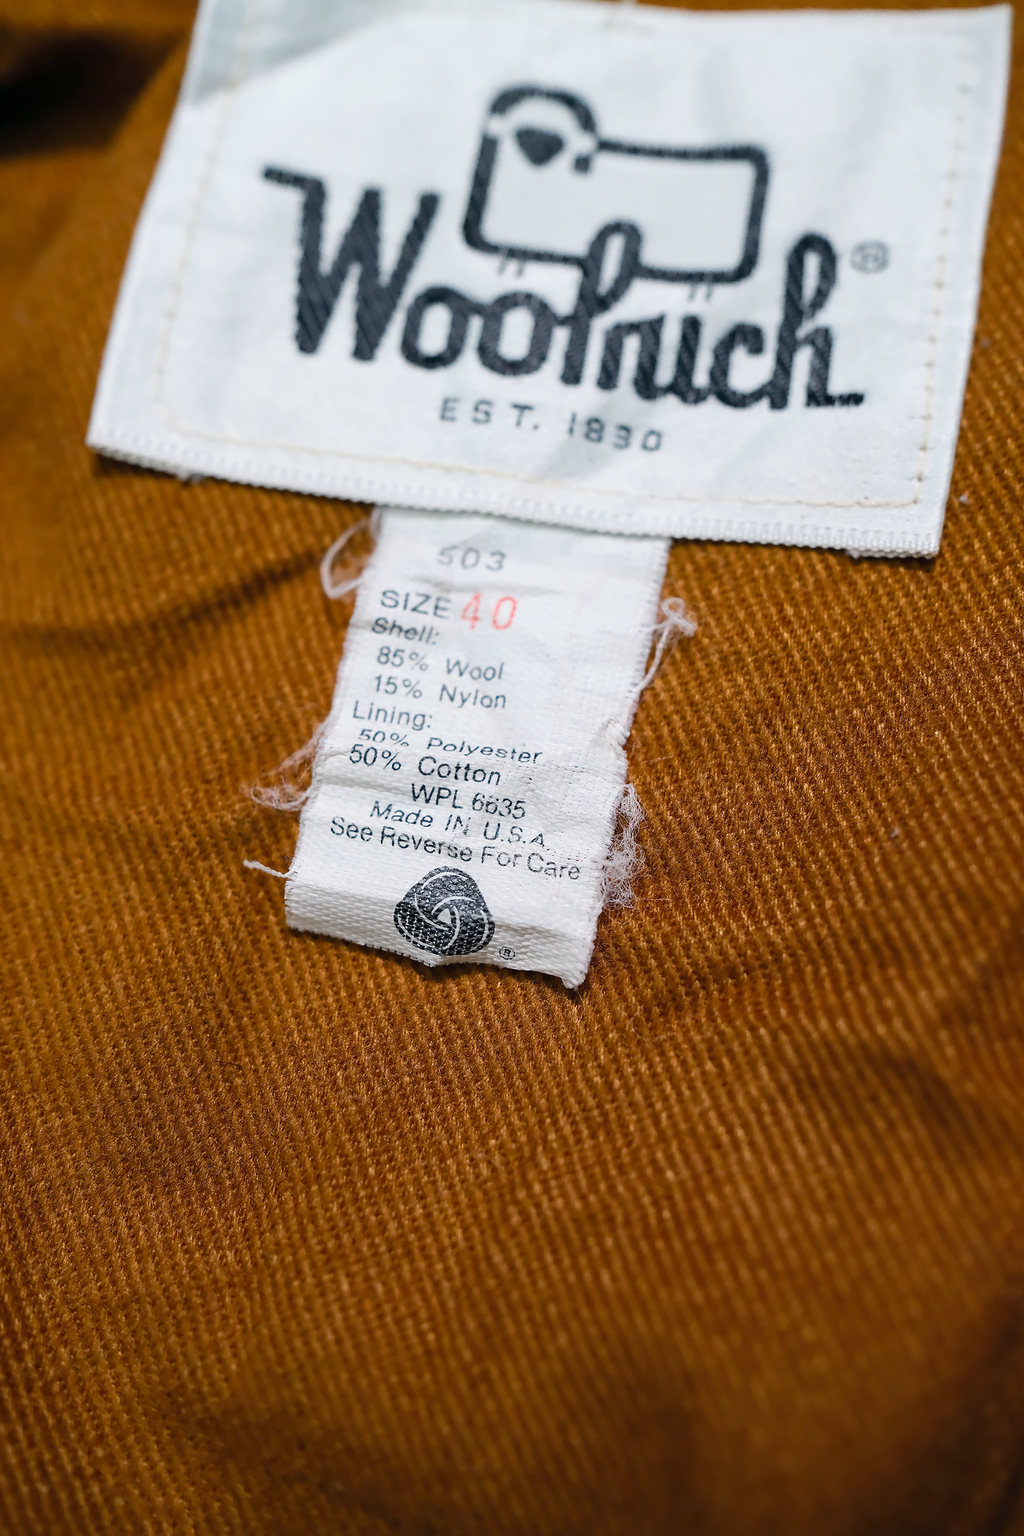 Woolrich®
EST. 1830
503
SIZE 40
Shell:
85% Wool
15% Nylon
Lining:
50% Polyester
50% Cotton
WPL 6635
Made IN U.S.A.
See Reverse For Care
®